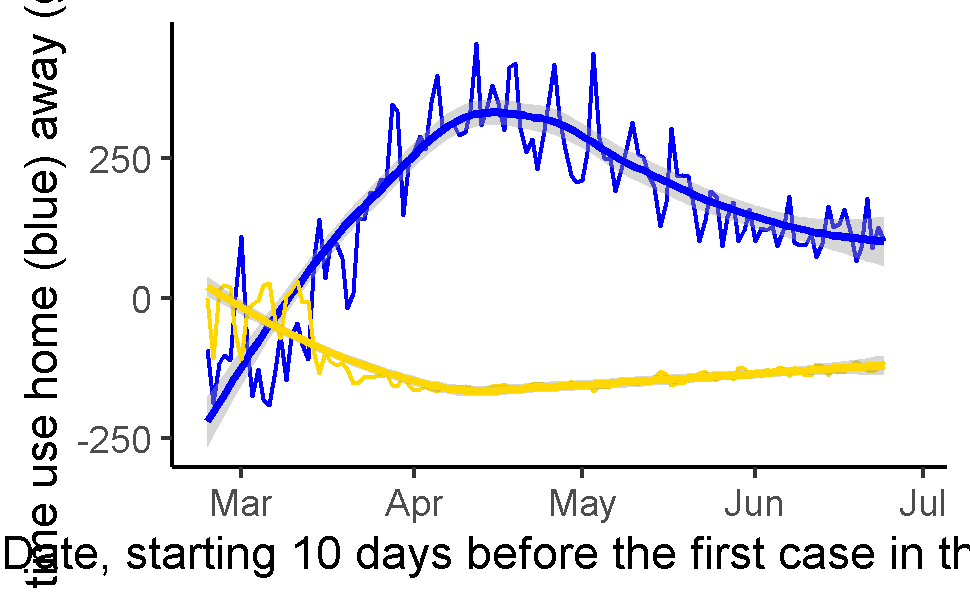 time use home (blue) away (
250
0
-250
Mar Apr May Jun Jul
Date, starting 10 days before the first case in th